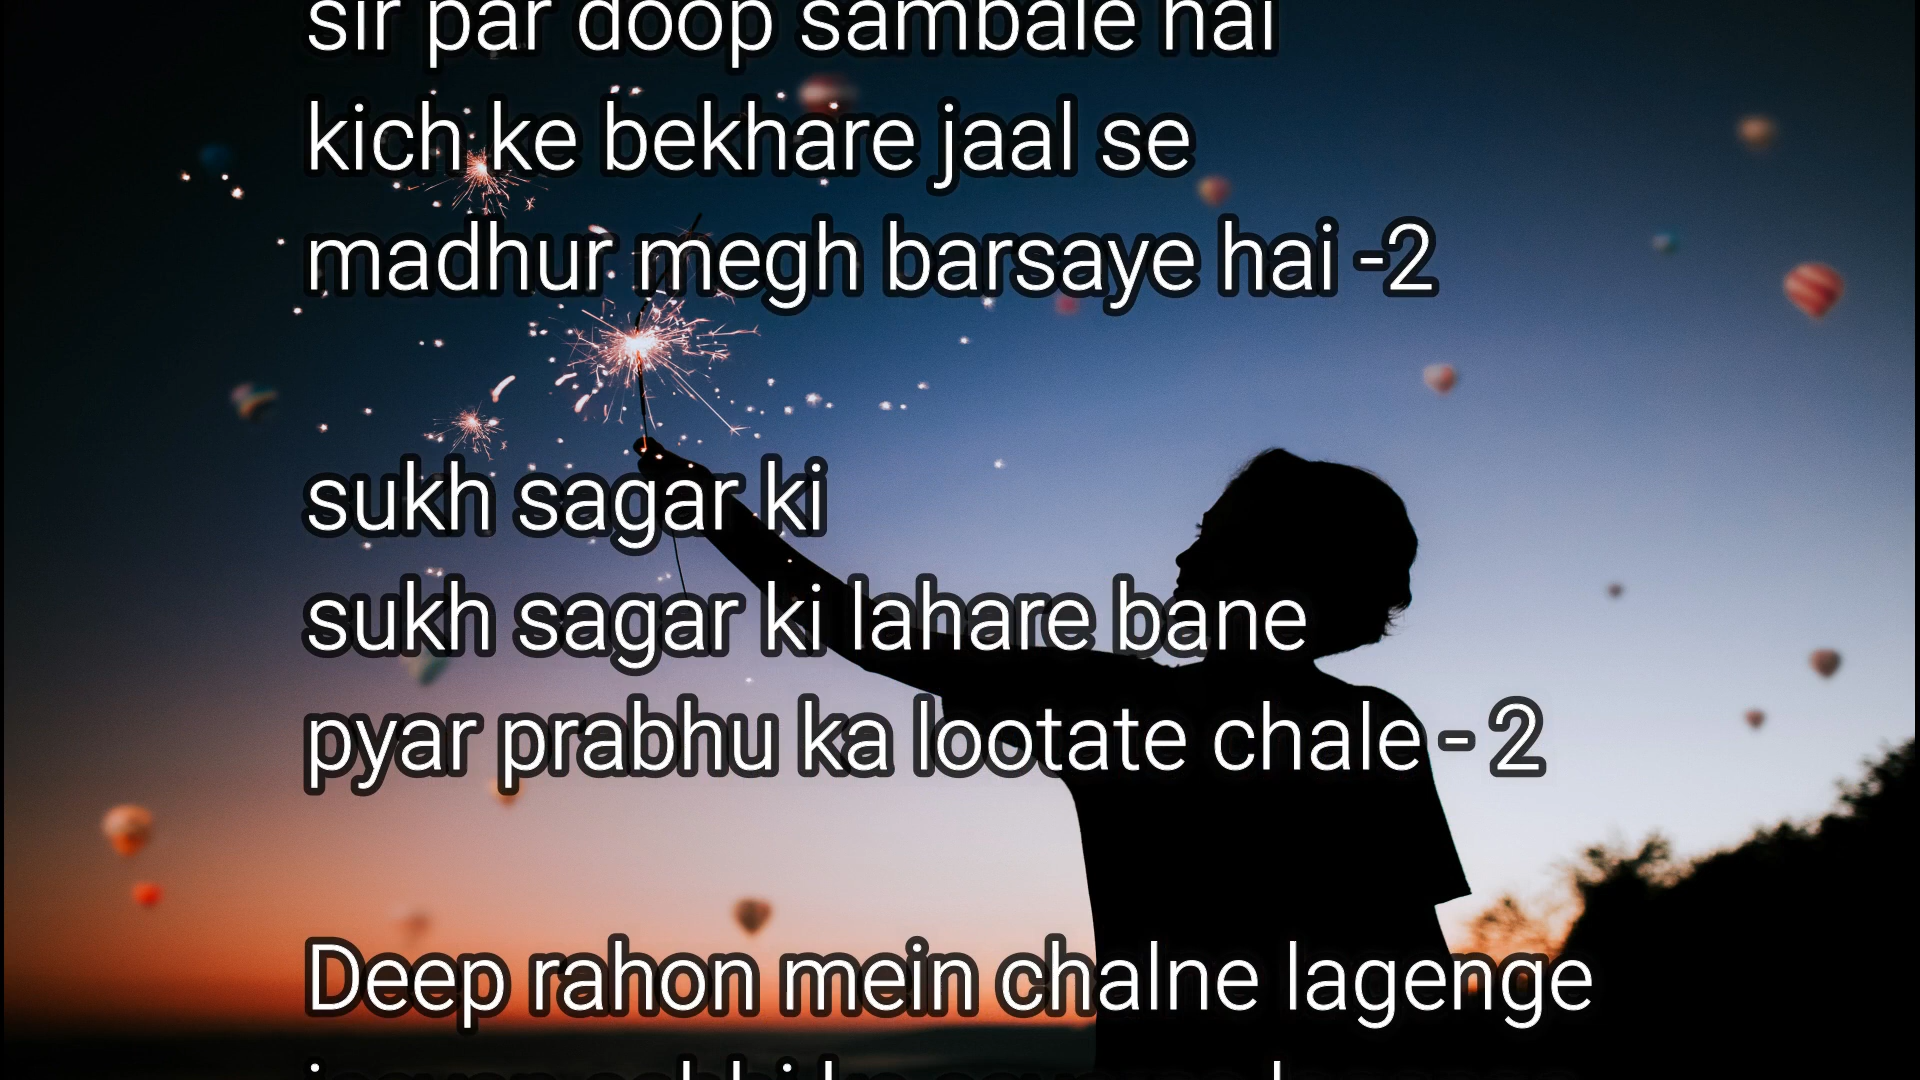 sir par doop sambale hai
kich ke bekhare jaal se
madhur megh barsaye hai -2
sukh sagar ki
sukh sagar ki lahare bane
pyar prabhu ka lootate chale - 2
Deep rahon mein chalne lagenge